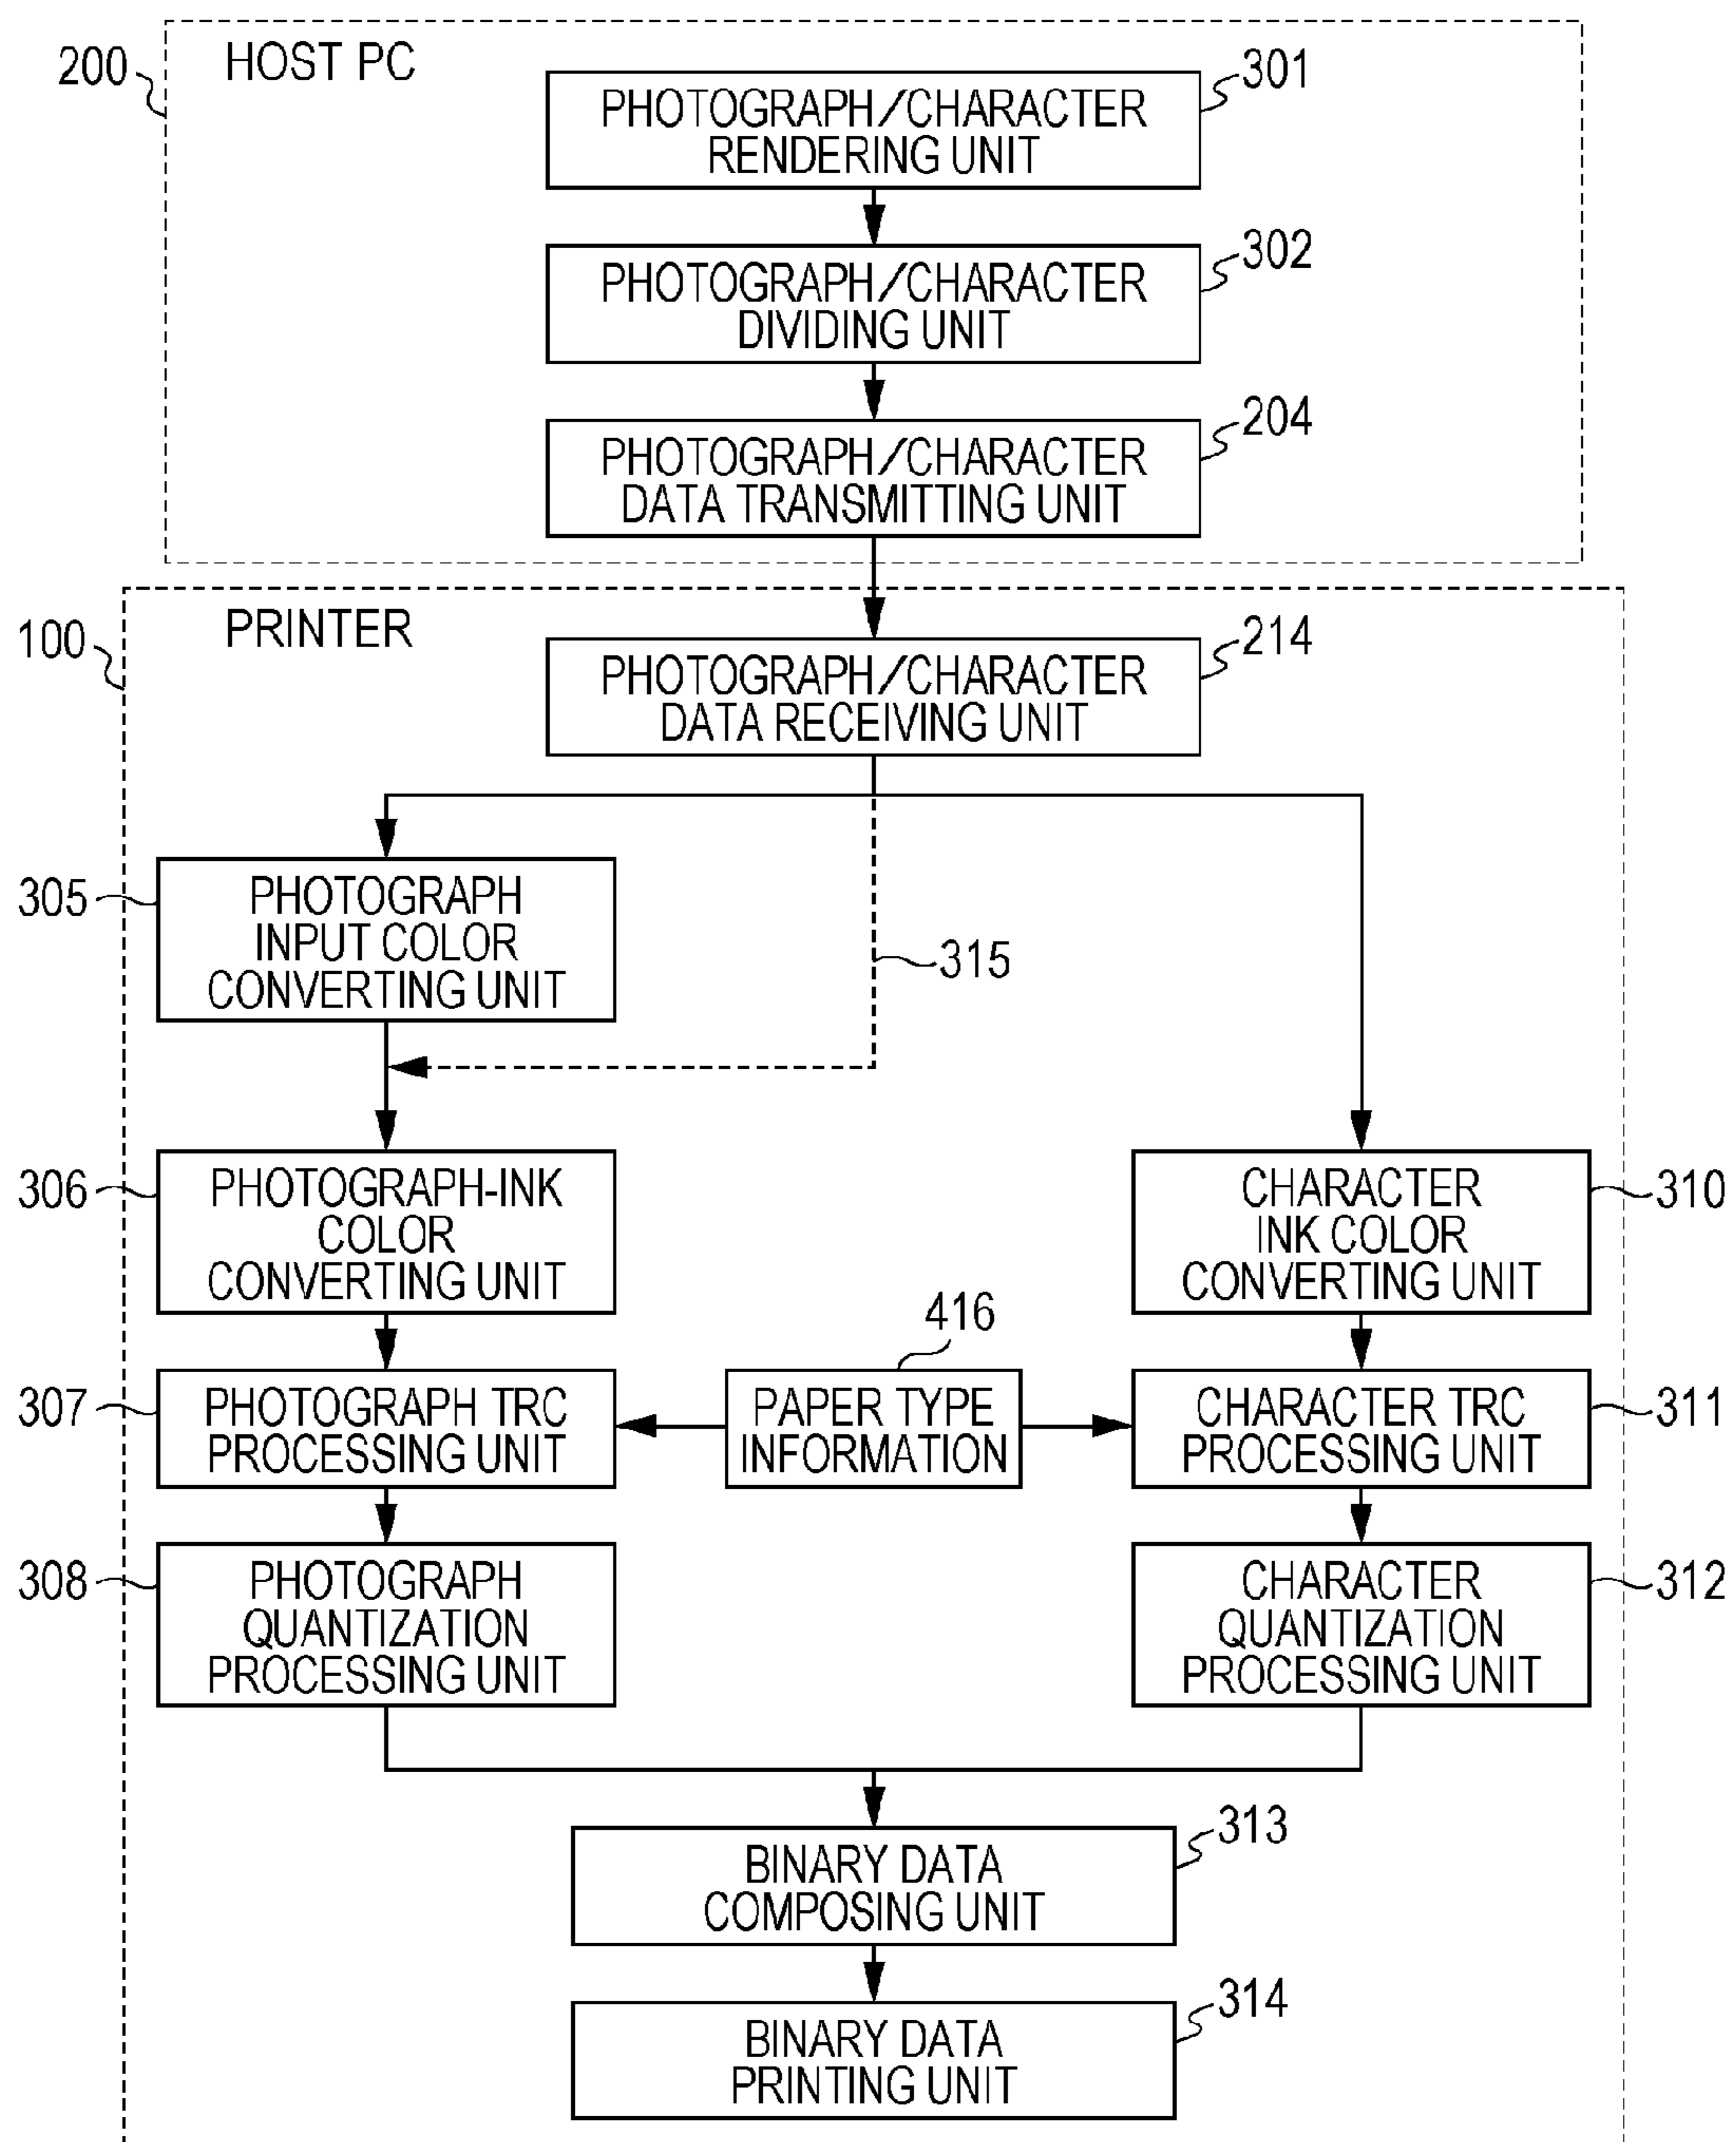 200
HOST PC
301
PHOTOGRAPH/CHARACTER
RENDERING UNIT
302
PHOTOGRAPH/CHARACTER
DIVIDING UNIT
204
PHOTOGRAPH/CHARACTER
DATA TRANSMITTING UNIT
100
PRINTER
214
PHOTOGRAPH/CHARACTER
DATA RECEIVING UNIT
305
PHOTOGRAPH
INPUT COLOR
CONVERTING UNIT
315
306
PHOTOGRAPH-INK
COLOR
CONVERTING UNIT
310
CHARACTER
INK COLOR
CONVERTING UNIT
416
307
PHOTOGRAPH TRC
PROCESSING UNIT
PAPER TYPE
INFORMATION
311
CHARACTER TRC
PROCESSING UNIT
308
PHOTOGRAPH
QUANTIZATION
PROCESSING UNIT
312
CHARACTER
QUANTIZATION
PROCESSING UNIT
313
BINARY DATA
COMPOSING UNIT
314
BINARY DATA
PRINTING UNIT